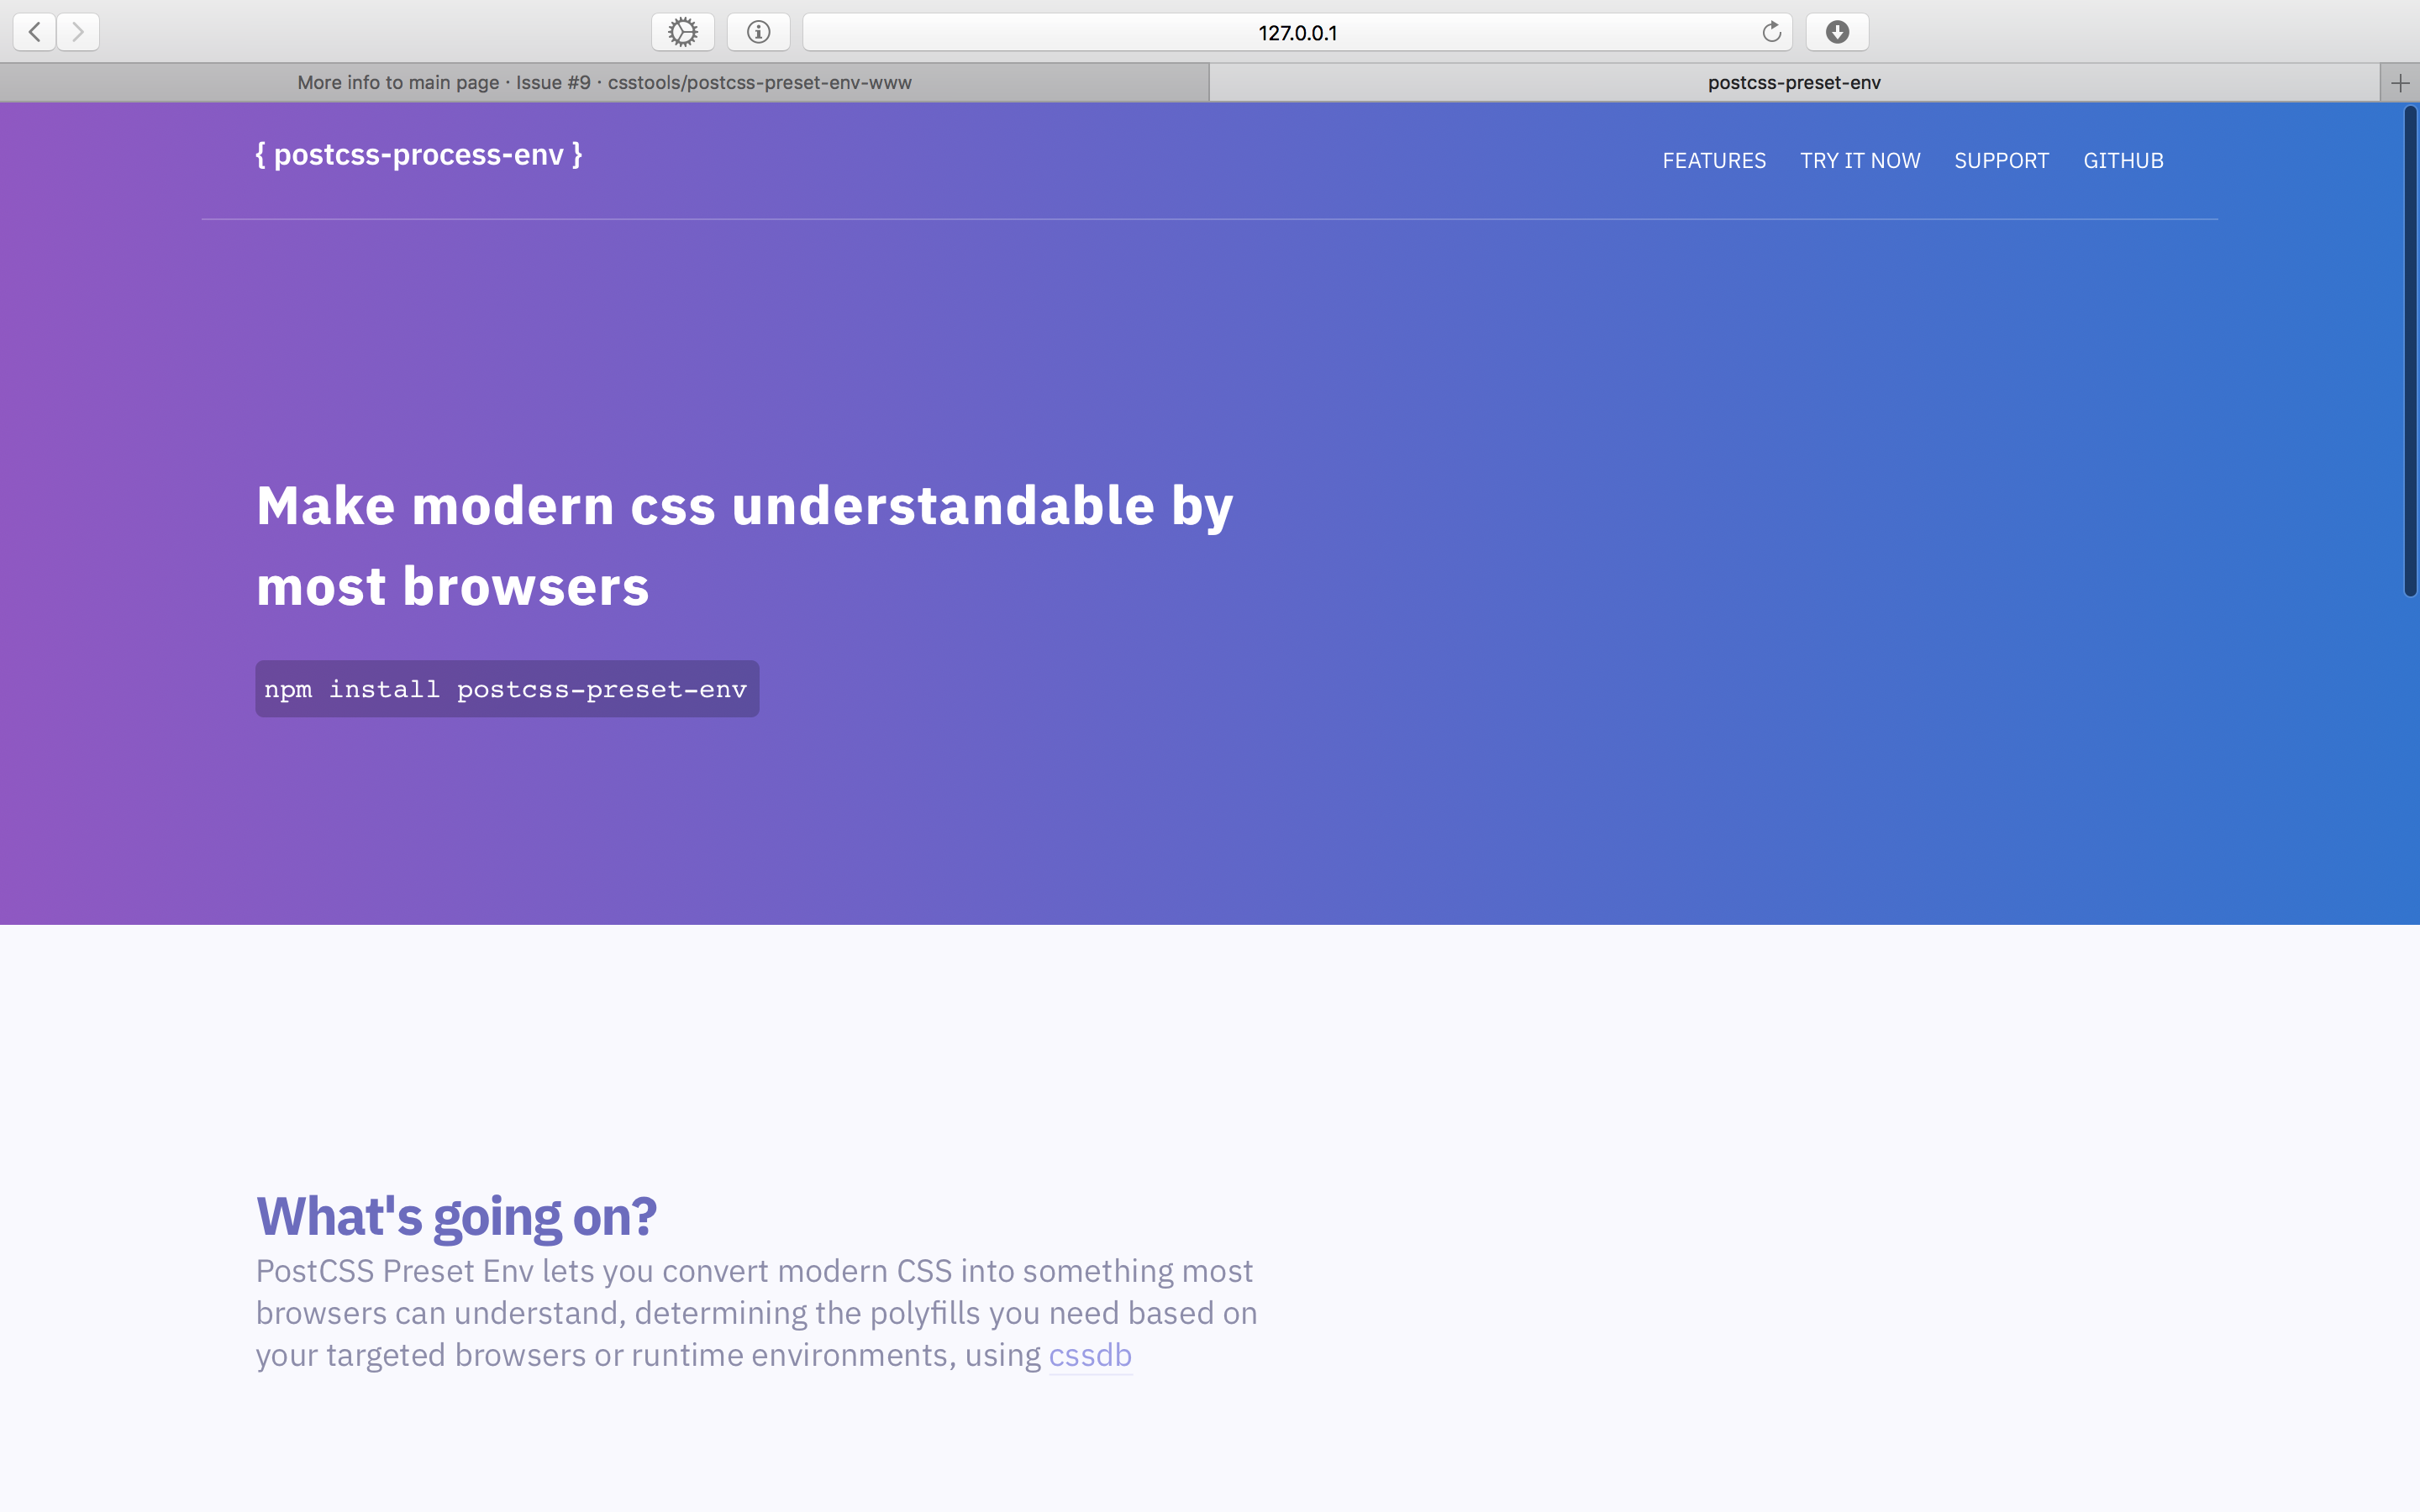 127.0.0.1
More info to main page · Issue #9 · csstools/postcss-preset-env-www
postcss-preset-env
{ postcss-process-env }
FEATURES TRY IT NOW SUPPORT GITHUB
Make modern css understandable by
most browsers
npm install postcss-preset-env
What's going on?
PostCSS Preset Env lets you convert modern CSS into something most
browsers can understand, determining the polyfills you need based on
your targeted browsers or runtime environments, using cssdb